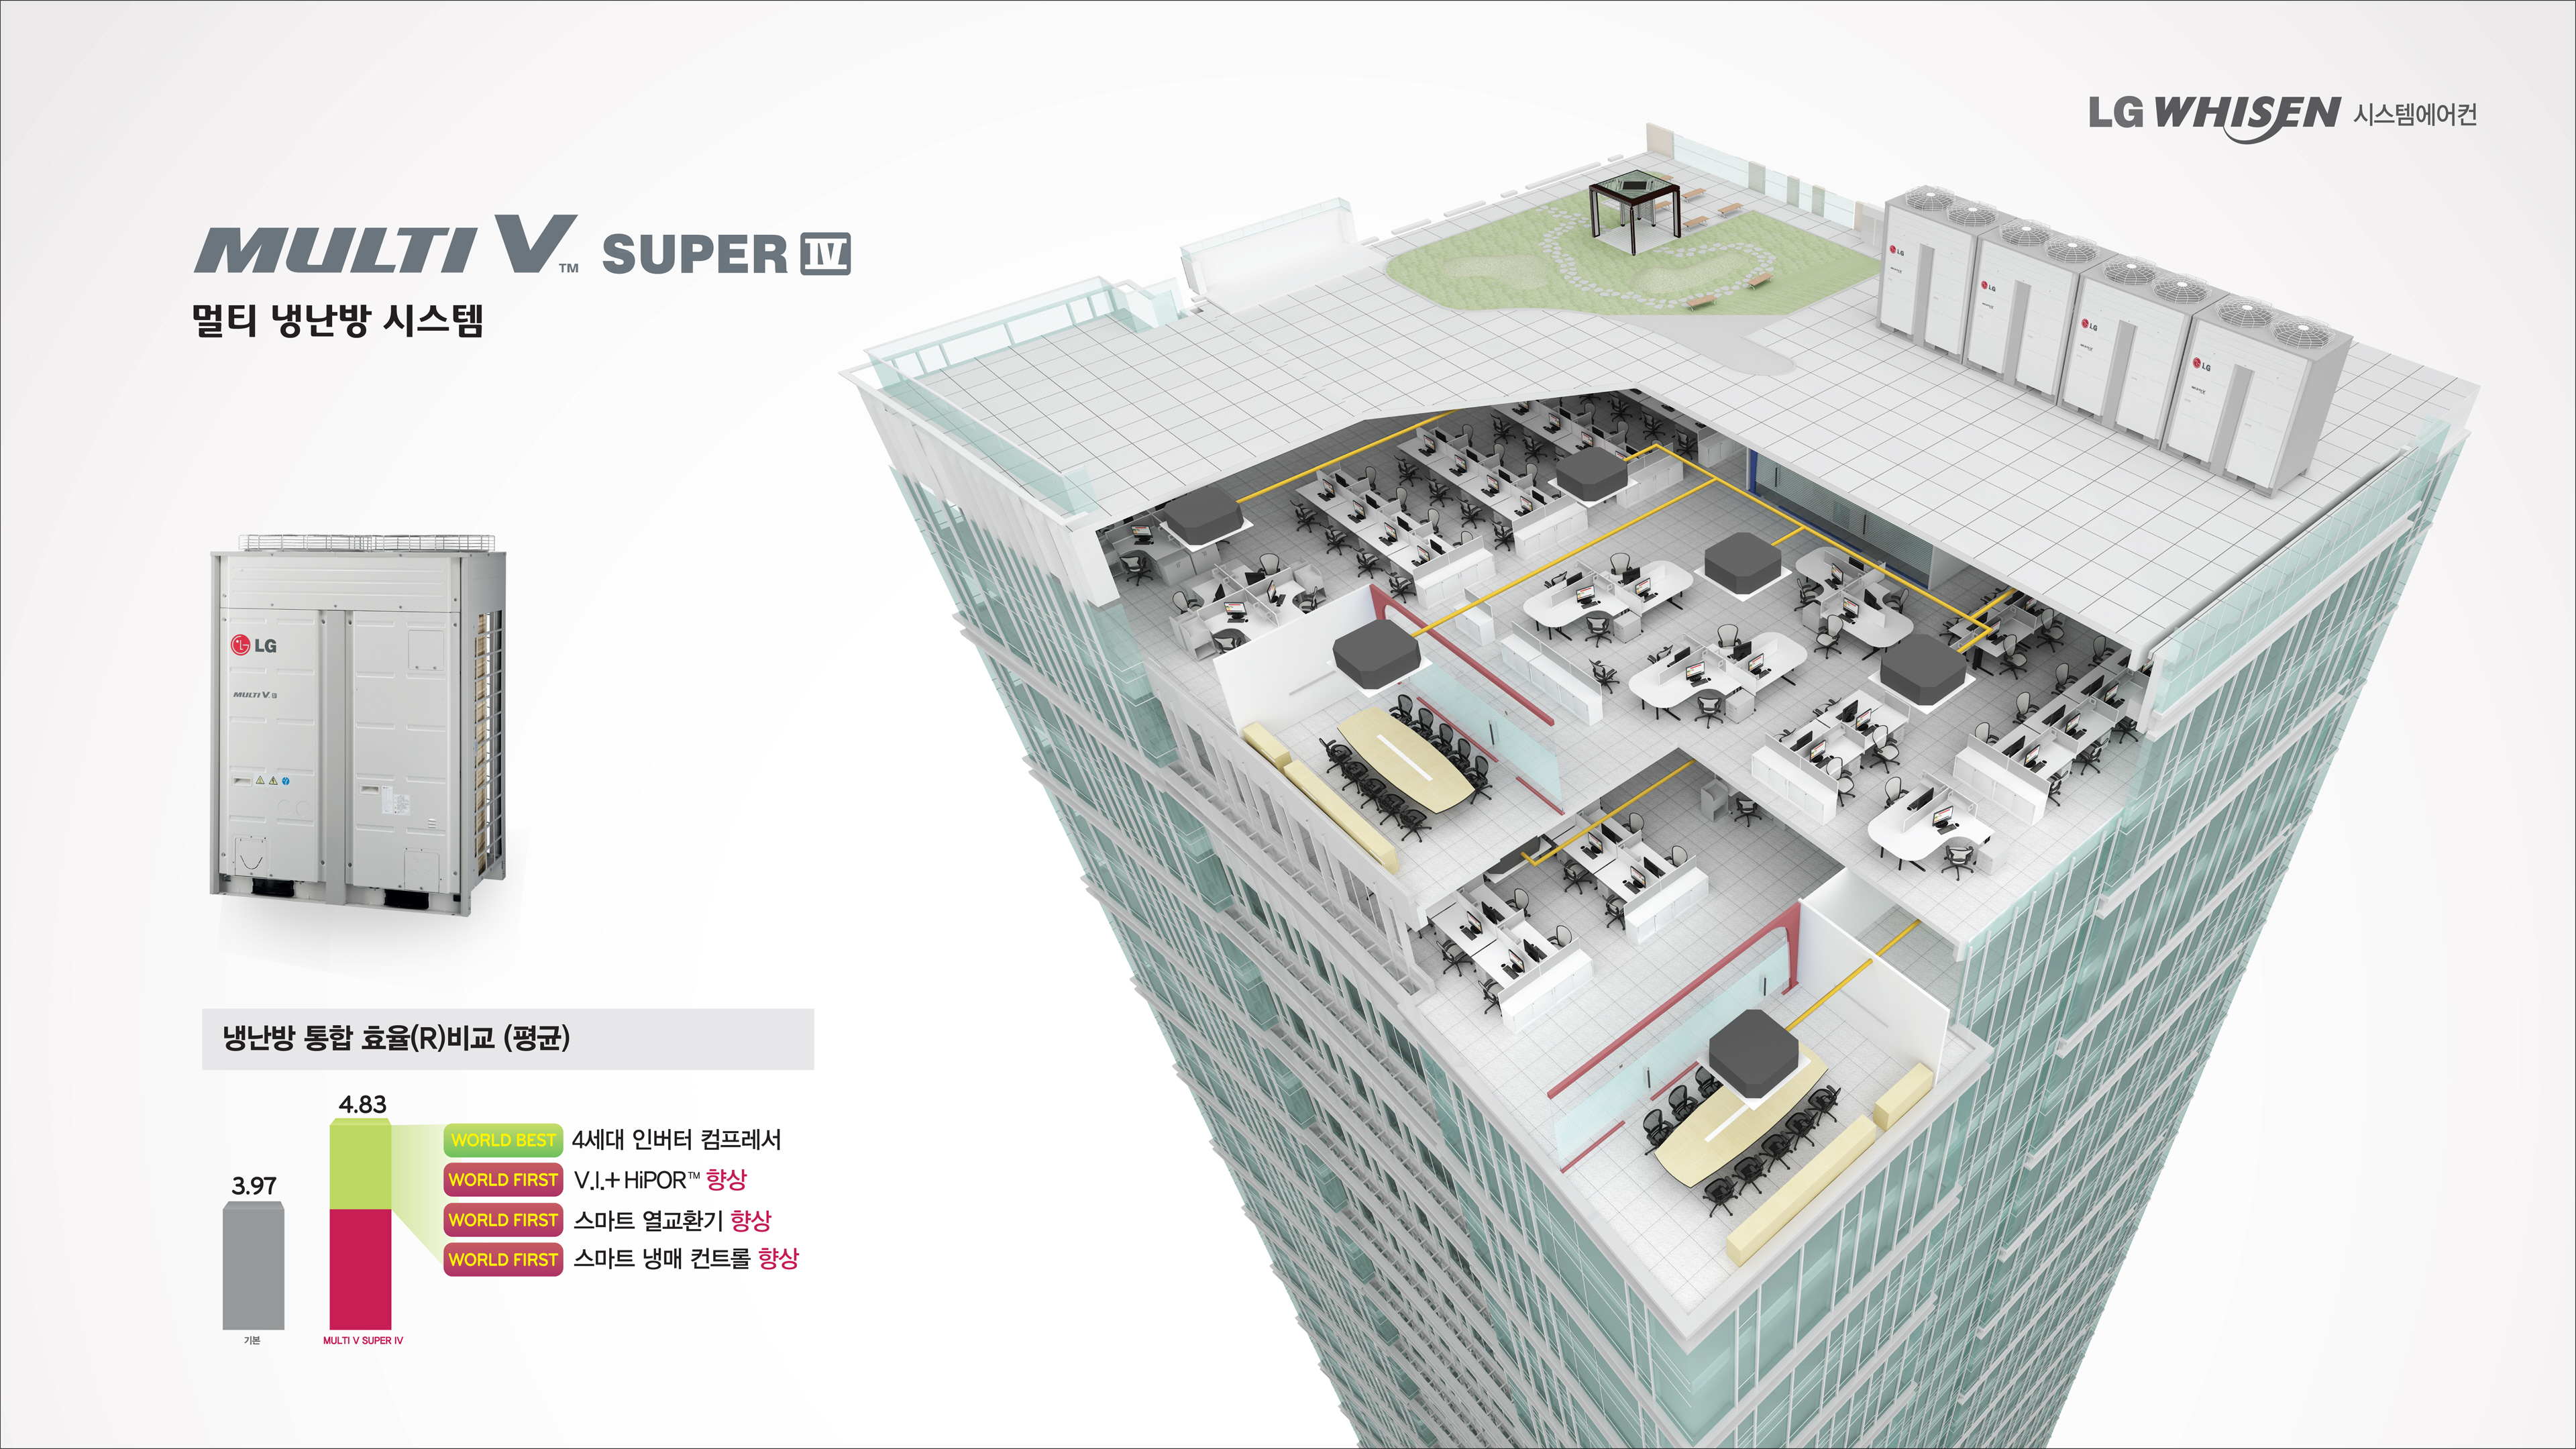 LG WHISEN 시스템에어컨
MULTI V™ SUPER IV
멀티 냉난방 시스템
LG
MULTI V
냉난방 통합 효율(R)비교 (평균)
4.83
3.97
WORLD BEST 4세대 인버터 컴프레서
WORLD FIRST V.I.+ HiPOR™ 향상
WORLD FIRST 스마트 열교환기 향상
WORLD FIRST 스마트 냉매 컨트롤 향상
기본
MULTI V SUPER IV
LG
LG
LG
LG